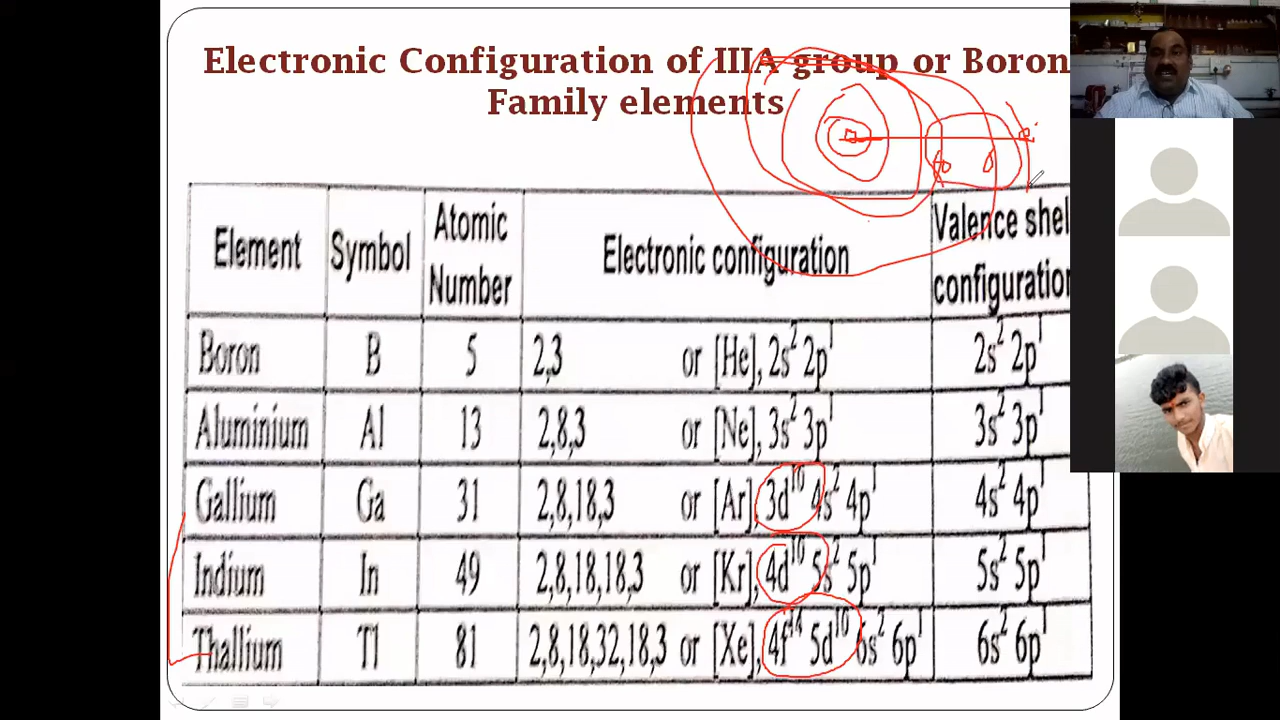 Electronic Configuration of IIIA group or Boron
Family elements
Element Symbol Atomic Number Electronic configuration Valence shel configuration
Boron B 5 2,3 or [He], 2s² 2p¹ 2s² 2p¹
Aluminium Al 13 2,8,3 or [Ne], 3s² 3p¹ 3s² 3p¹
Gallium Ga 31 2,8,18,3 or [Ar], 3d¹⁰ 4s² 4p¹ 4s² 4p¹
Indium In 49 2,8,18,18,3 or [Kr], 4d¹⁰ 5s² 5p¹ 5s² 5p¹
Thallium Tl 81 2,8,18,32,18,3 or [Xe], 4f¹⁴ 5d¹⁰ 6s² 6p¹ 6s² 6p¹